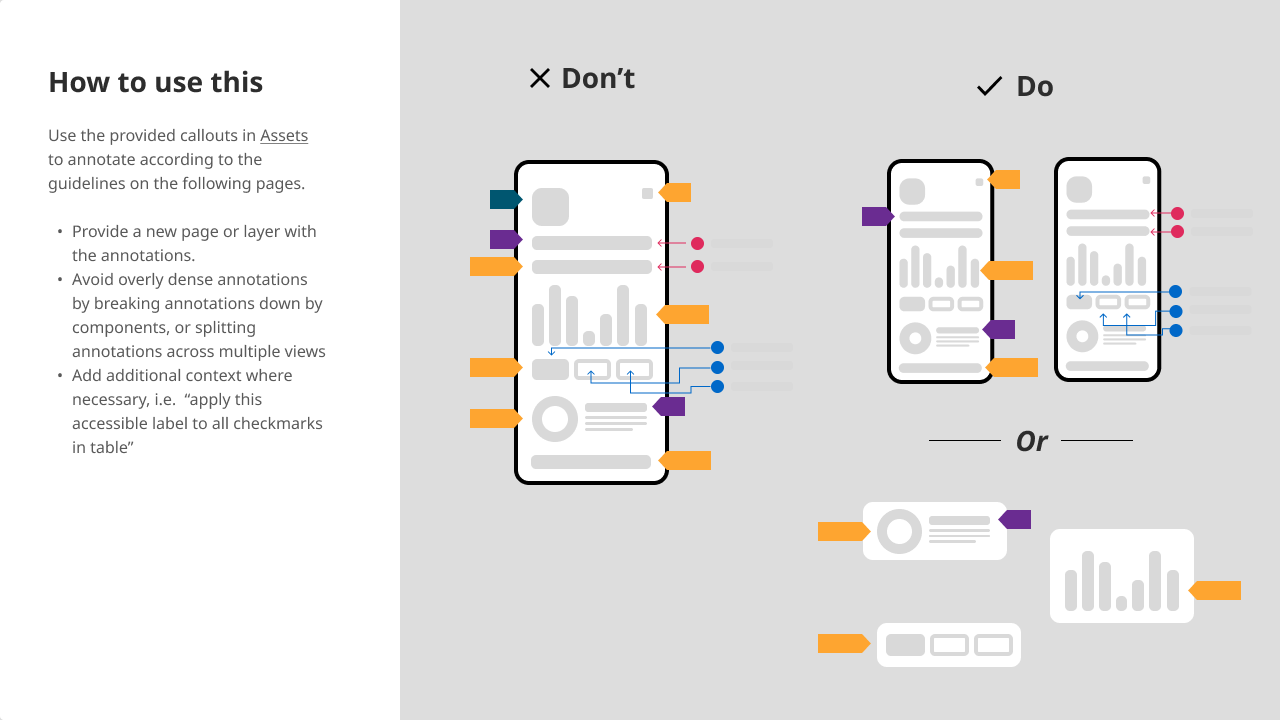 How to use this
Use the provided callouts in Assets
to annotate according to the
guidelines on the following pages.
• Provide a new page or layer with
the annotations.
• Avoid overly dense annotations
by breaking annotations down by
components, or splitting
annotations across multiple views
• Add additional context where
necessary, i.e.  “apply this
accessible label to all checkmarks
in table”
Don’t
Do
Or